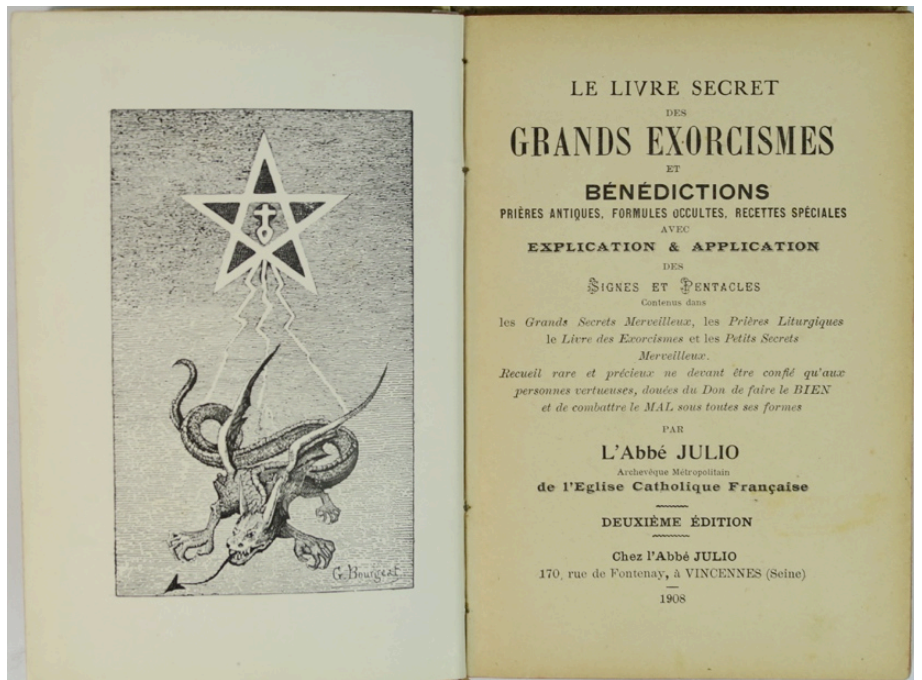 G. Bourgeat
LE LIVRE SECRET
DES
GRANDS EXORCISMES
ET
BÉNÉDICTIONS
PRIÈRES ANTIQUES, FORMULES OCCULTES, RECETTES SPÉCIALES
AVEC
EXPLICATION & APPLICATION
DES
SIGNES ET PENTACLES
Contenus dans
les Grands Secrets Merveilleux, les Prières Liturgiques
le Livre des Exorcismes et les Petits Secrets
Merveilleux.
Recueil rare et précieux ne devant être confié qu'aux
personnes vertueuses, douées du Don de faire le BIEN
et de combattre le MAL sous toutes ses formes
PAR
L'Abbé JULIO
Archevêque Métropolitain
de l'Eglise Catholique Française
DEUXIÈME ÉDITION
Chez l'Abbé JULIO
170, rue de Fontenay, à VINCENNES (Seine)
1908